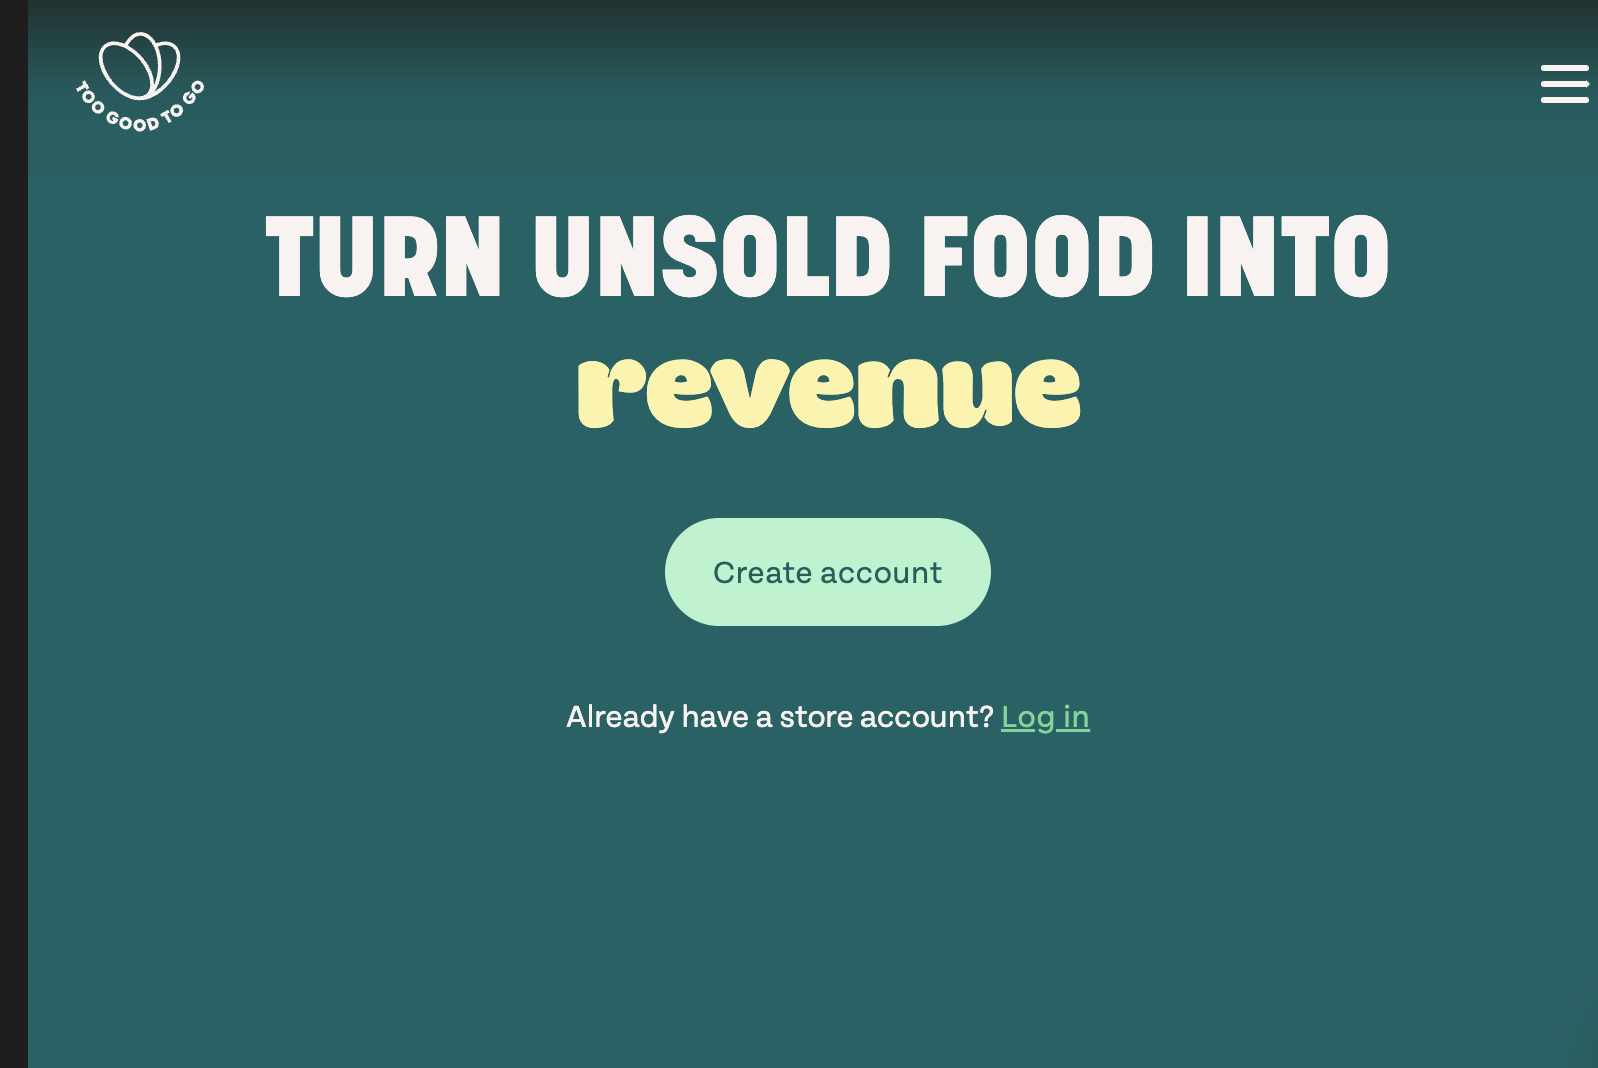 TOO GOOD TO GO
TURN UNSOLD FOOD INTO
revenue
Create account
Already have a store account? Log in